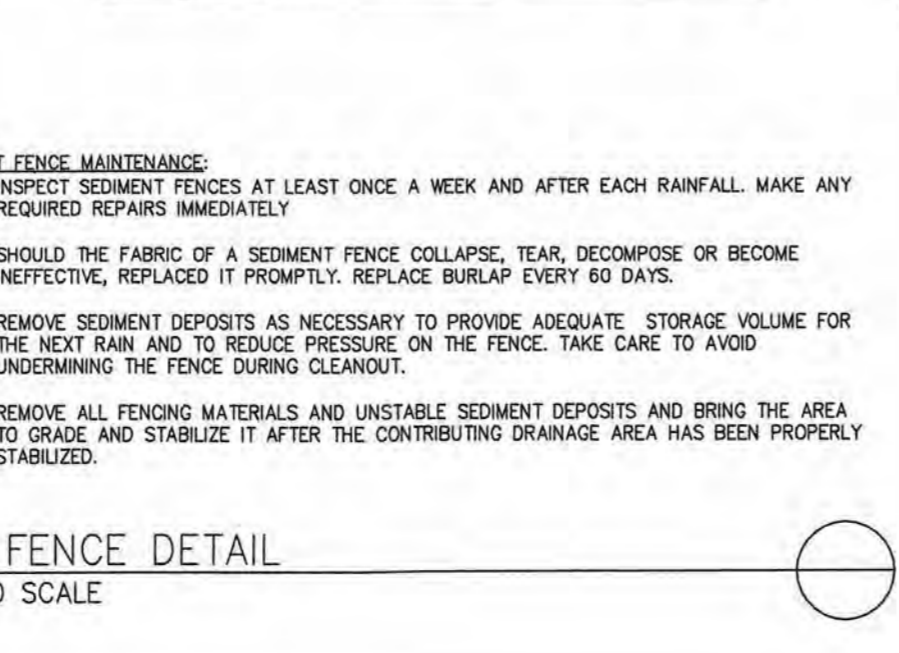 T FENCE MAINTENANCE:
NSPECT SEDIMENT FENCES AT LEAST ONCE A WEEK AND AFTER EACH RAINFALL. MAKE ANY
REQUIRED REPAIRS IMMEDIATELY
SHOULD THE FABRIC OF A SEDIMENT FENCE COLLAPSE, TEAR, DECOMPOSE OR BECOME
NEFFECTIVE, REPLACED IT PROMPTLY. REPLACE BURLAP EVERY 60 DAYS.
REMOVE SEDIMENT DEPOSITS AS NECESSARY TO PROVIDE ADEQUATE STORAGE VOLUME FOR
THE NEXT RAIN AND TO REDUCE PRESSURE ON THE FENCE. TAKE CARE TO AVOID
UNDERMINING THE FENCE DURING CLEANOUT.
REMOVE ALL FENCING MATERIALS AND UNSTABLE SEDIMENT DEPOSITS AND BRING THE AREA
TO GRADE AND STABILIZE IT AFTER THE CONTRIBUTING DRAINAGE AREA HAS BEEN PROPERLY
STABILIZED.
FENCE DETAIL
O SCALE